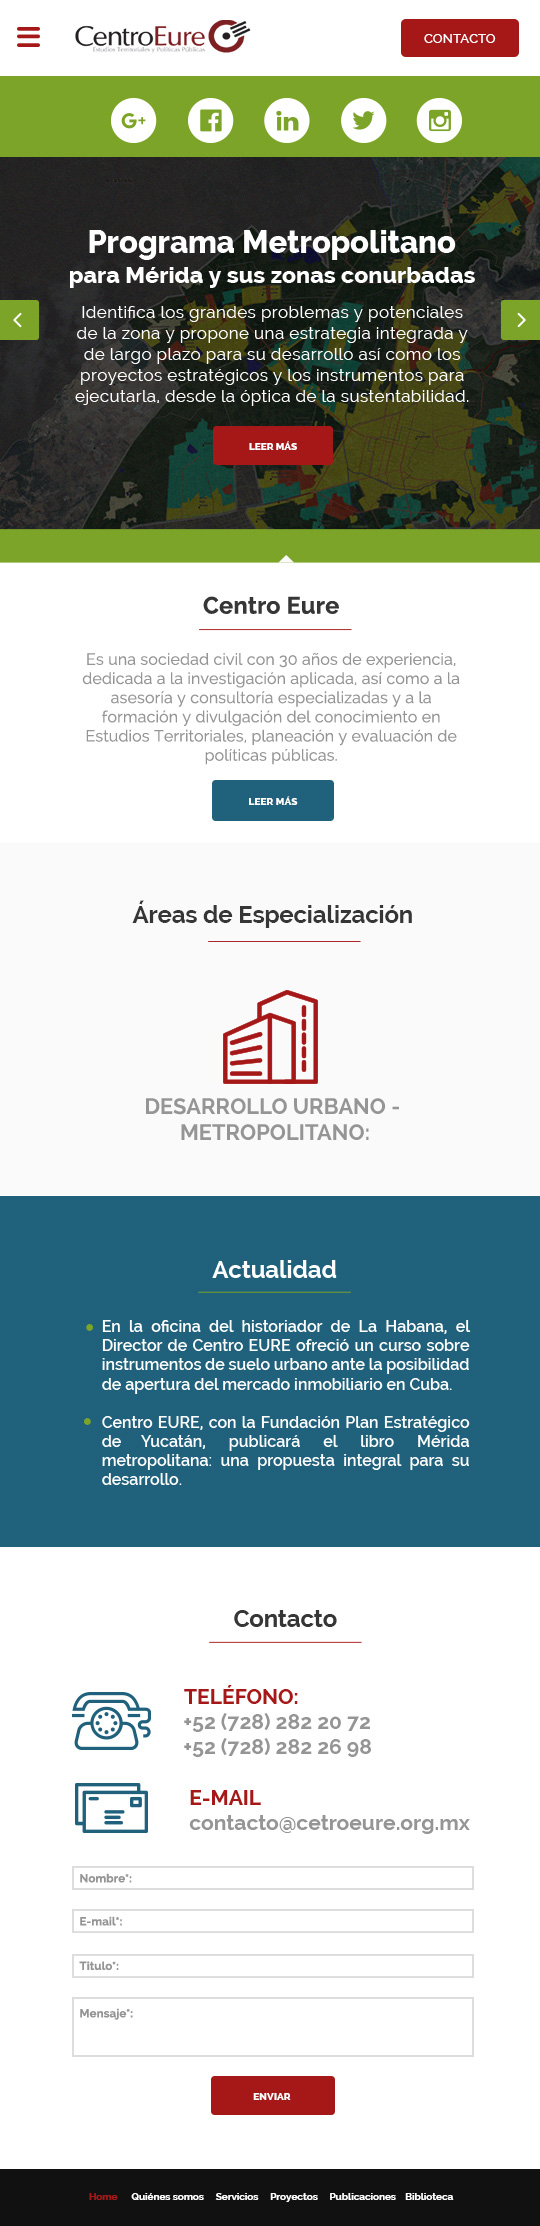 CentroEure
Estudios Territoriales y Políticas Públicas
CONTACTO
G+
in
Programa Metropolitano
para Mérida y sus zonas conurbadas
Identifica los grandes problemas y potenciales
de la zona y propone una estrategia integrada y
de largo plazo para su desarrollo así como los
proyectos estratégicos y los instrumentos para
ejecutarla, desde la óptica de la sustentabilidad.
LEER MÁS
Centro Eure
Es una sociedad civil con 30 años de experiencia,
dedicada a la investigación aplicada, así como a la
asesoría y consultoría especializadas y a la
formación y divulgación del conocimiento en
Estudios Territoriales, planeación y evaluación de
políticas públicas.
LEER MÁS
Áreas de Especialización
DESARROLLO URBANO -
METROPOLITANO:
Actualidad
En la oficina del historiador de La Habana, el
Director de Centro EURE ofreció un curso sobre
instrumentos de suelo urbano ante la posibilidad
de apertura del mercado inmobiliario en Cuba.
Centro EURE, con la Fundación Plan Estratégico
de Yucatán, publicará el libro Mérida
metropolitana: una propuesta integral para su
desarrollo.
Contacto
TELÉFONO:
+52 (728) 282 20 72
+52 (728) 282 26 98
E-MAIL
contacto@cetroeure.org.mx
Nombre*:
E-mail*:
Titulo*:
Mensaje*:
ENVIAR
Home Quiénes somos Servicios Proyectos Publicaciones Biblioteca